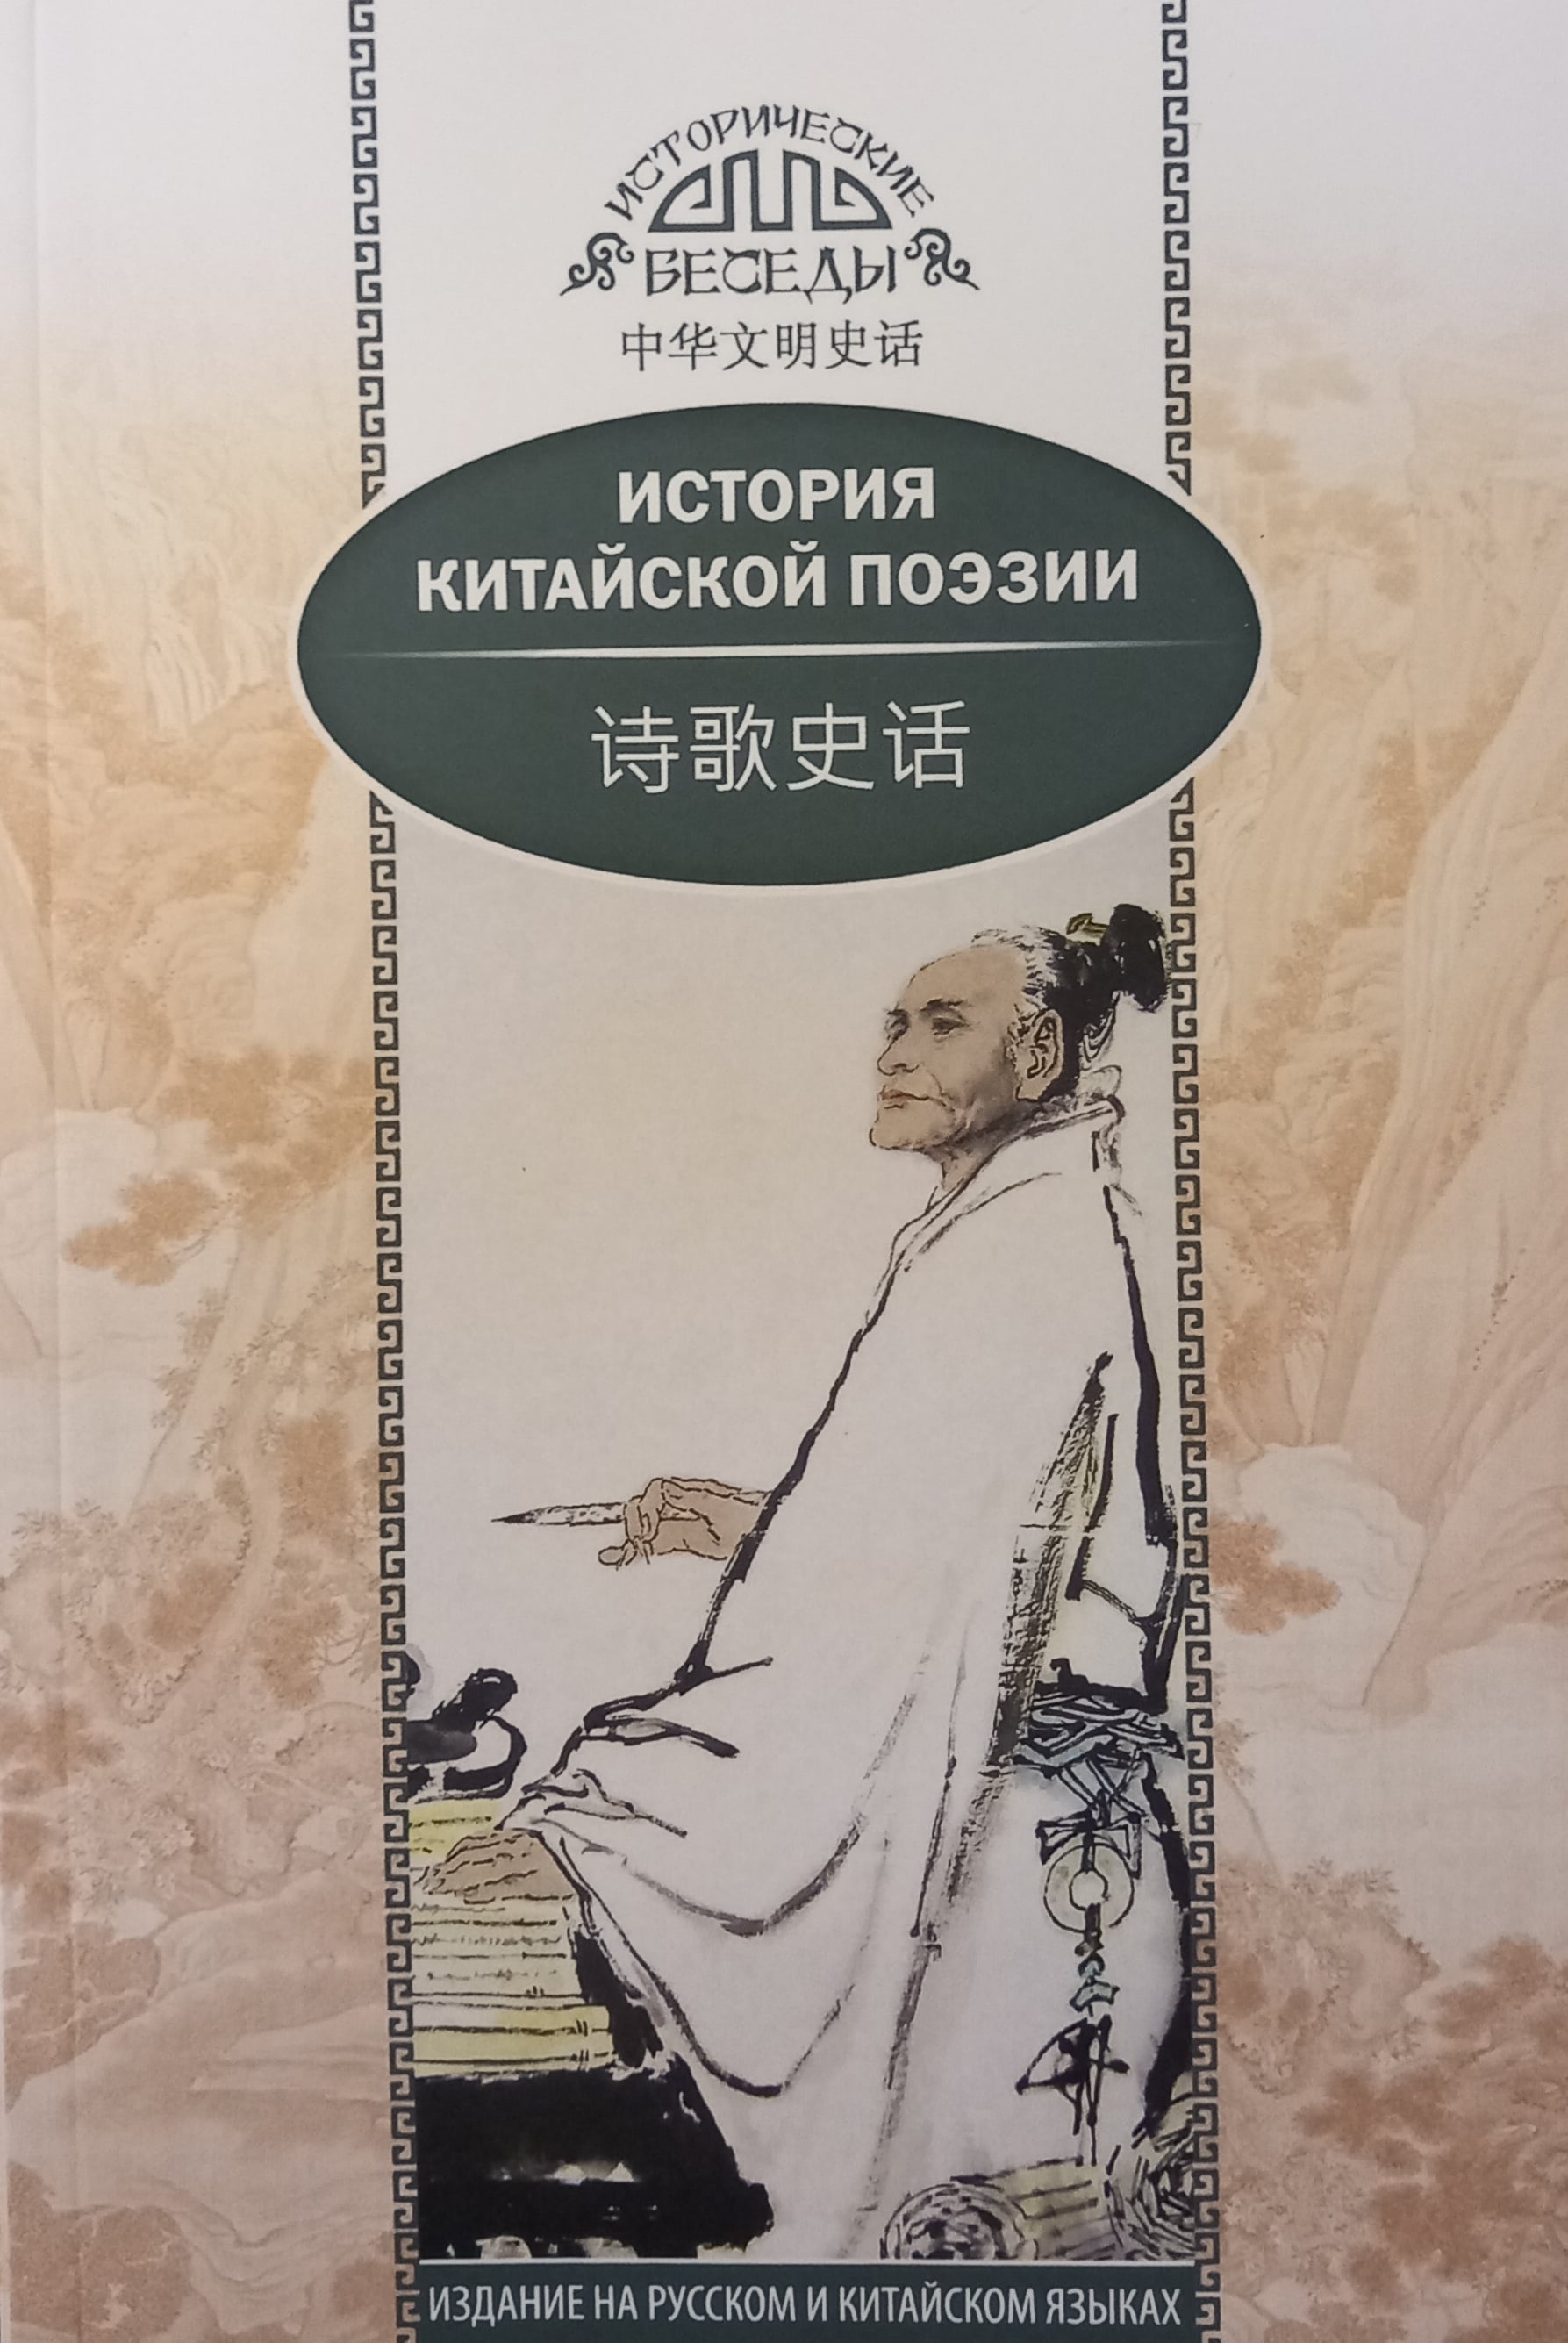 ИСТОРИЧЕСКИЕ
БЕСЕДЫ
中华文明史话
ИСТОРИЯ
КИТАЙСКОЙ ПОЭЗИИ
诗歌史话
ИЗДАНИЕ НА РУССКОМ И КИТАЙСКОМ ЯЗЫКАХ